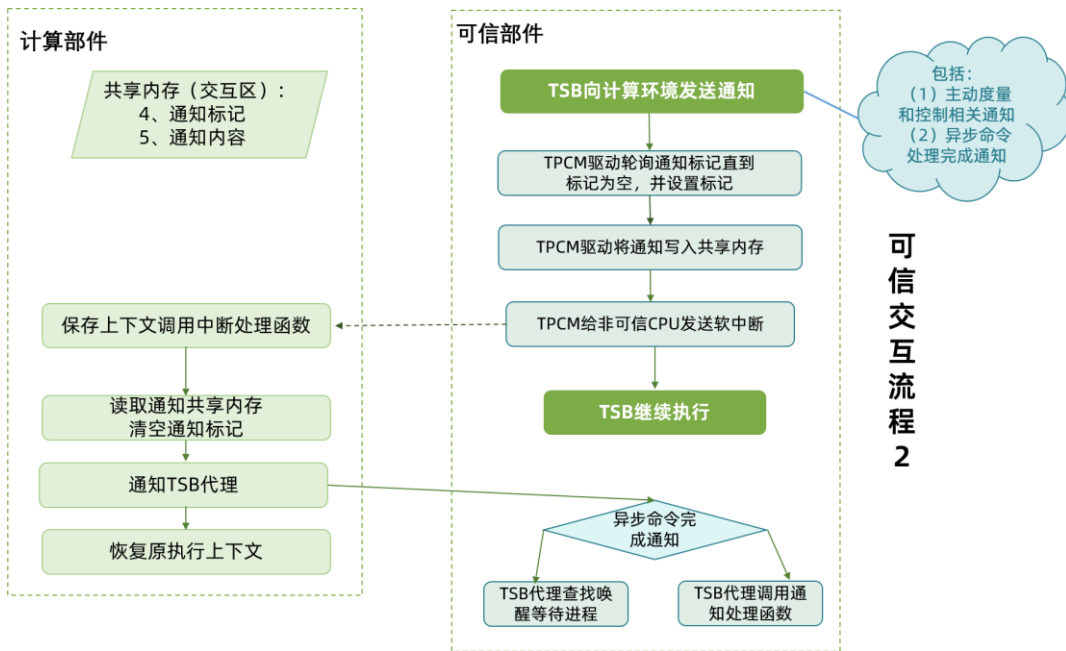 计算部件
共享内存（交互区）:
4、通知标记
5、通知内容
保存上下文调用中断处理函数
读取通知共享内存
清空通知标记
通知TSB代理
恢复原执行上下文
可信部件
TSB向计算环境发送通知
TPCM驱动轮询通知标记直到
标记为空，并设置标记
TPCM驱动将通知写入共享内存
TPCM给非可信CPU发送软中断
TSB继续执行
异步命令完
成通知
TSB代理查找唤
醒等待进程
TSB代理调用通
知处理函数
包括:
（1）主动度量
和控制相关通知
（2）异步命令
处理完成通知
可
信
交
互
流
程
2